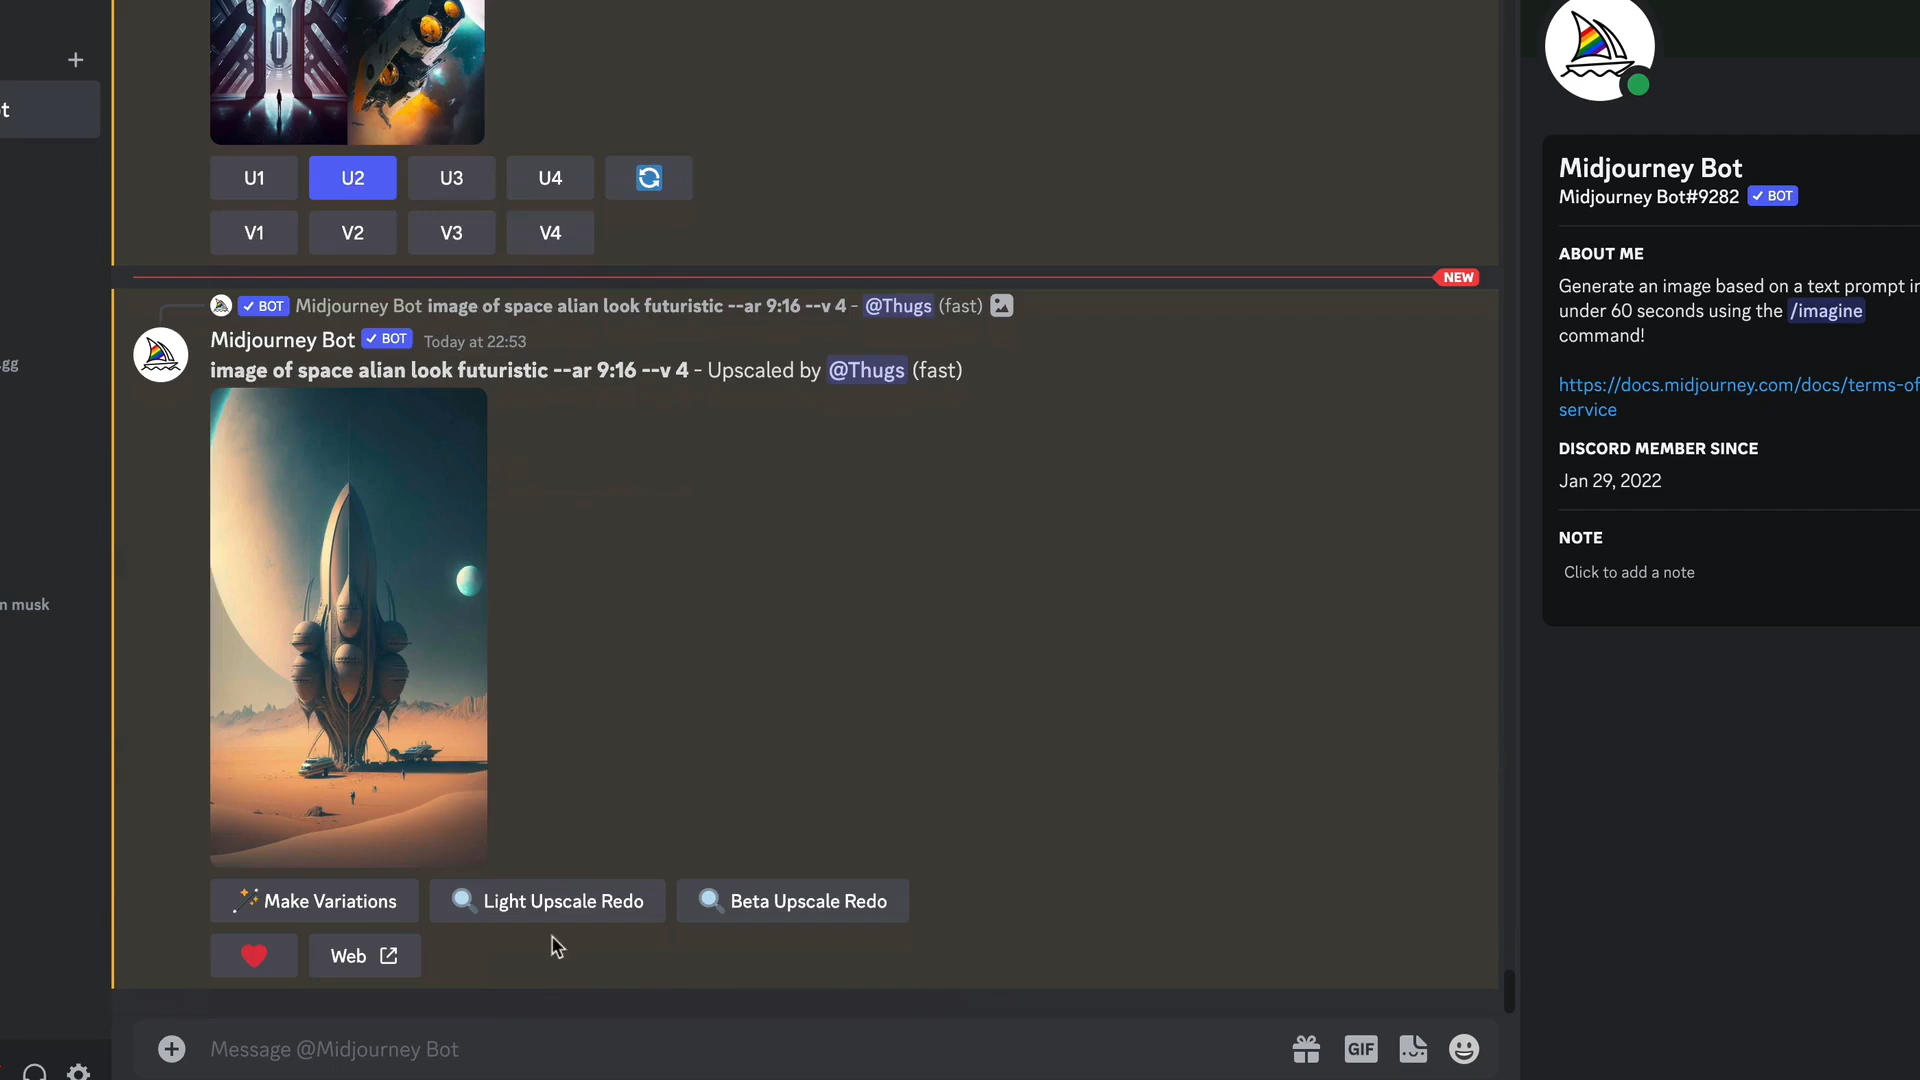 ot
U1 U2 U3 U4
V1 V2 V3 V4
NEW
BOT Midjourney Bot image of space alian look futuristic --ar 9:16 --v 4 - @Thugs (fast)
Midjourney Bot BOT Today at 22:53
image of space alian look futuristic --ar 9:16 --v 4 - Upscaled by @Thugs (fast)
Make Variations Light Upscale Redo Beta Upscale Redo
Web
Message @Midjourney Bot
GIF
.gg
n musk
Midjourney Bot
Midjourney Bot#9282 BOT
ABOUT ME
Generate an image based on a text prompt in
under 60 seconds using the /imagine
command!
https://docs.midjourney.com/docs/terms-of
service
DISCORD MEMBER SINCE
Jan 29, 2022
NOTE
Click to add a note